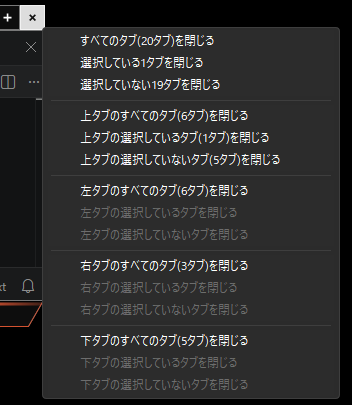 すべてのタブ(20タブ)を閉じる
選択している1タブを閉じる
選択していない19タブを閉じる
上タブのすべてのタブ(6タブ)を閉じる
上タブの選択しているタブ(1タブ)を閉じる
上タブの選択していないタブ(5タブ)を閉じる
左タブのすべてのタブ(6タブ)を閉じる
左タブの選択しているタブを閉じる
左タブの選択していないタブを閉じる
右タブのすべてのタブ(3タブ)を閉じる
右タブの選択しているタブを閉じる
右タブの選択していないタブを閉じる
xt
下タブのすべてのタブ(5タブ)を閉じる
下タブの選択しているタブを閉じる
下タブの選択していないタブを閉じる